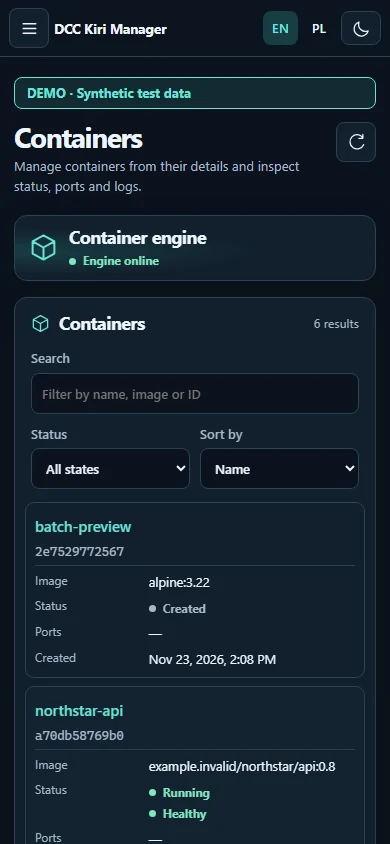 DCC Kiri Manager
EN
PL
DEMO · Synthetic test data
Containers
Manage containers from their details and inspect
status, ports and logs.
Container engine
Engine online
Containers
6 results
Search
Filter by name, image or ID
Status
Sort by
All states
Name
batch-preview
2e7529772567
Image
alpine:3.22
Status
Created
Ports
—
Created
Nov 23, 2026, 2:08 PM
northstar-api
a70db58769b0
Image
example.invalid/northstar/api:0.8
Status
Running
Healthy
Ports
—